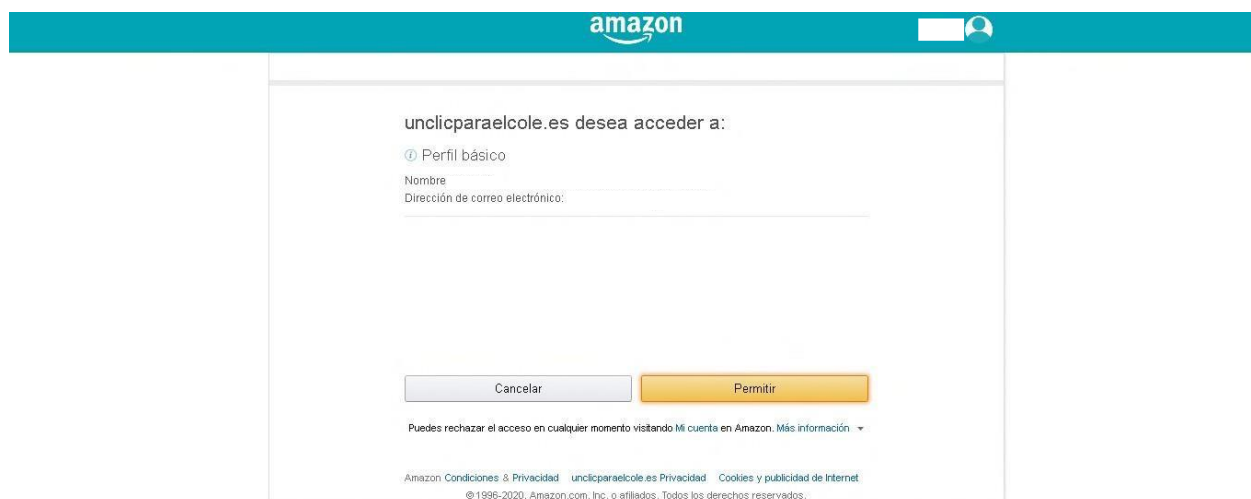 amazon
unclicparaelcole.es desea acceder a:
i Perfil básico
Nombre
Dirección de correo electrónico:
Cancelar Permitir
Puedes rechazar el acceso en cualquier momento visitando Mi cuenta en Amazon. Más información
Amazon Condiciones & Privacidad unclicparaelcole.es Privacidad Cookies y publicidad de Internet
© 1996-2020, Amazon.com, Inc. o afiliados. Todos los derechos reservados.